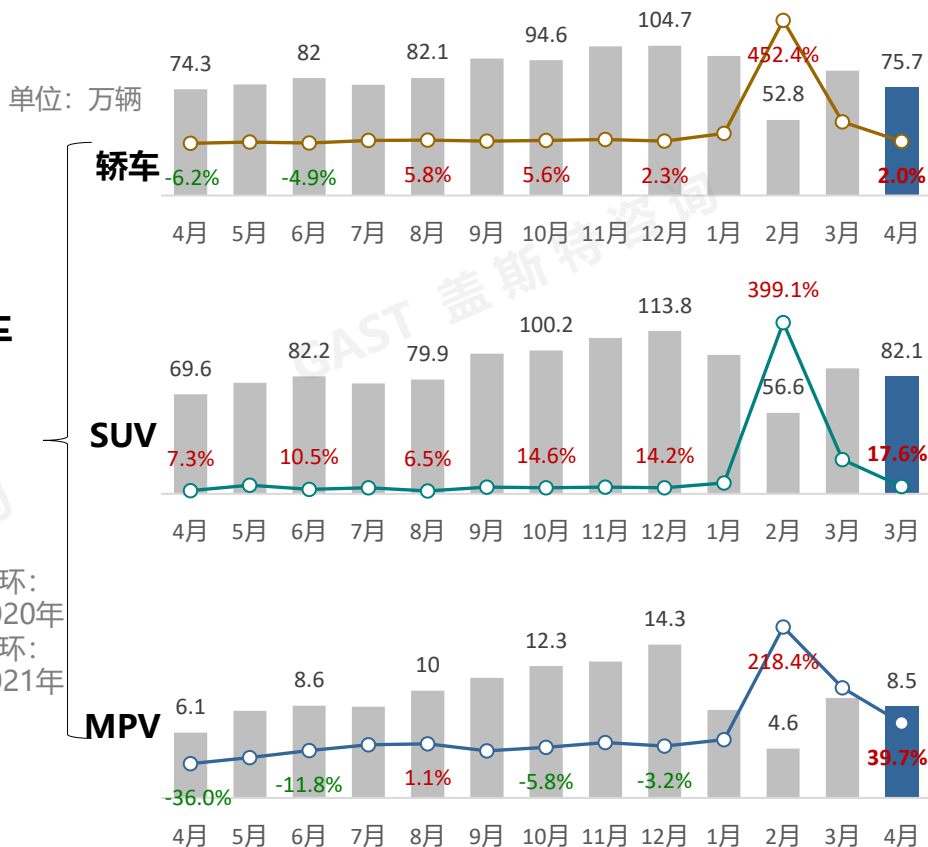 单位：万辆
74.3 82 82.1 94.6 104.7 452.4% 52.8 75.7
轿车
-6.2% -4.9% 5.8% 5.6% 2.3% 2.0%
4月 5月 6月 7月 8月 9月 10月 11月 12月 1月 2月 3月 4月
GAST 盖斯特咨询
399.1%
69.6 82.2 79.9 100.2 113.8 56.6 82.1
SUV
7.3% 10.5% 6.5% 14.6% 14.2% 17.6%
4月 5月 6月 7月 8月 9月 10月 11月 12月 1月 2月 3月 3月
环：
020年
环：
021年
6.1 8.6 10 12.3 14.3 218.4% 4.6 8.5
MPV
-36.0% -11.8% 1.1% -5.8% -3.2% 39.7%
4月 5月 6月 7月 8月 9月 10月 11月 12月 1月 2月 3月 4月